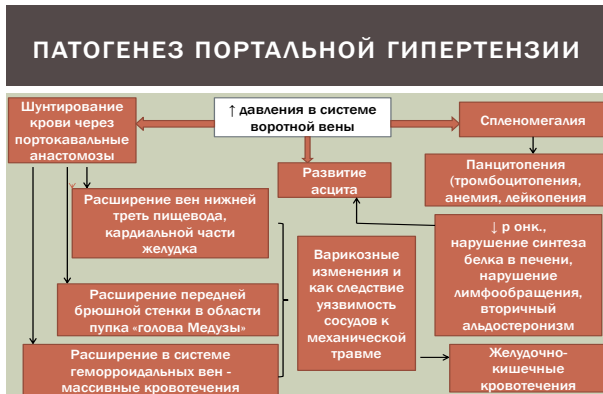 ПАТОГЕНЕЗ ПОРТАЛЬНОЙ ГИПЕРТЕНЗИИ
Шунтирование
крови через
портокавальные
анастомозы
↑ давления в системе
воротной вены
Спленомегалия
Панцитопения
(тромбоцитопения,
анемия, лейкопения
Развитие
асцита
Расширение вен нижней
треть пищевода,
кардиальной части
желудка
↓ р онк.,
нарушение синтеза
белка в печени,
нарушение
лимфообращения,
вторичный
альдостеронизм
Варикозные
изменения и
как следствие
уязвимость
сосудов к
механической
травме
Расширение передней
брюшной стенки в области
пупка «голова Медузы»
Расширение в системе
геморроидальных вен -
массивные кровотечения
Желудочно-
кишечные
кровотечения